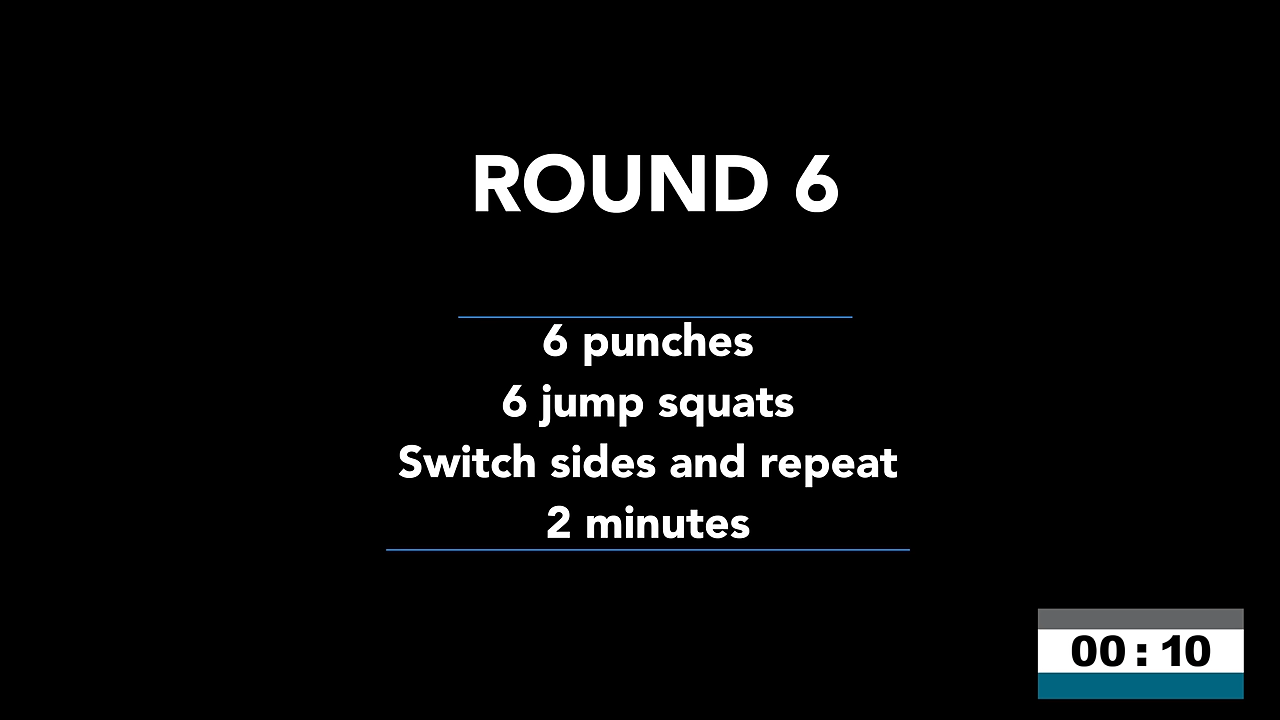 ROUND 6
6 punches
6 jump squats
Switch sides and repeat
2 minutes
00 : 10